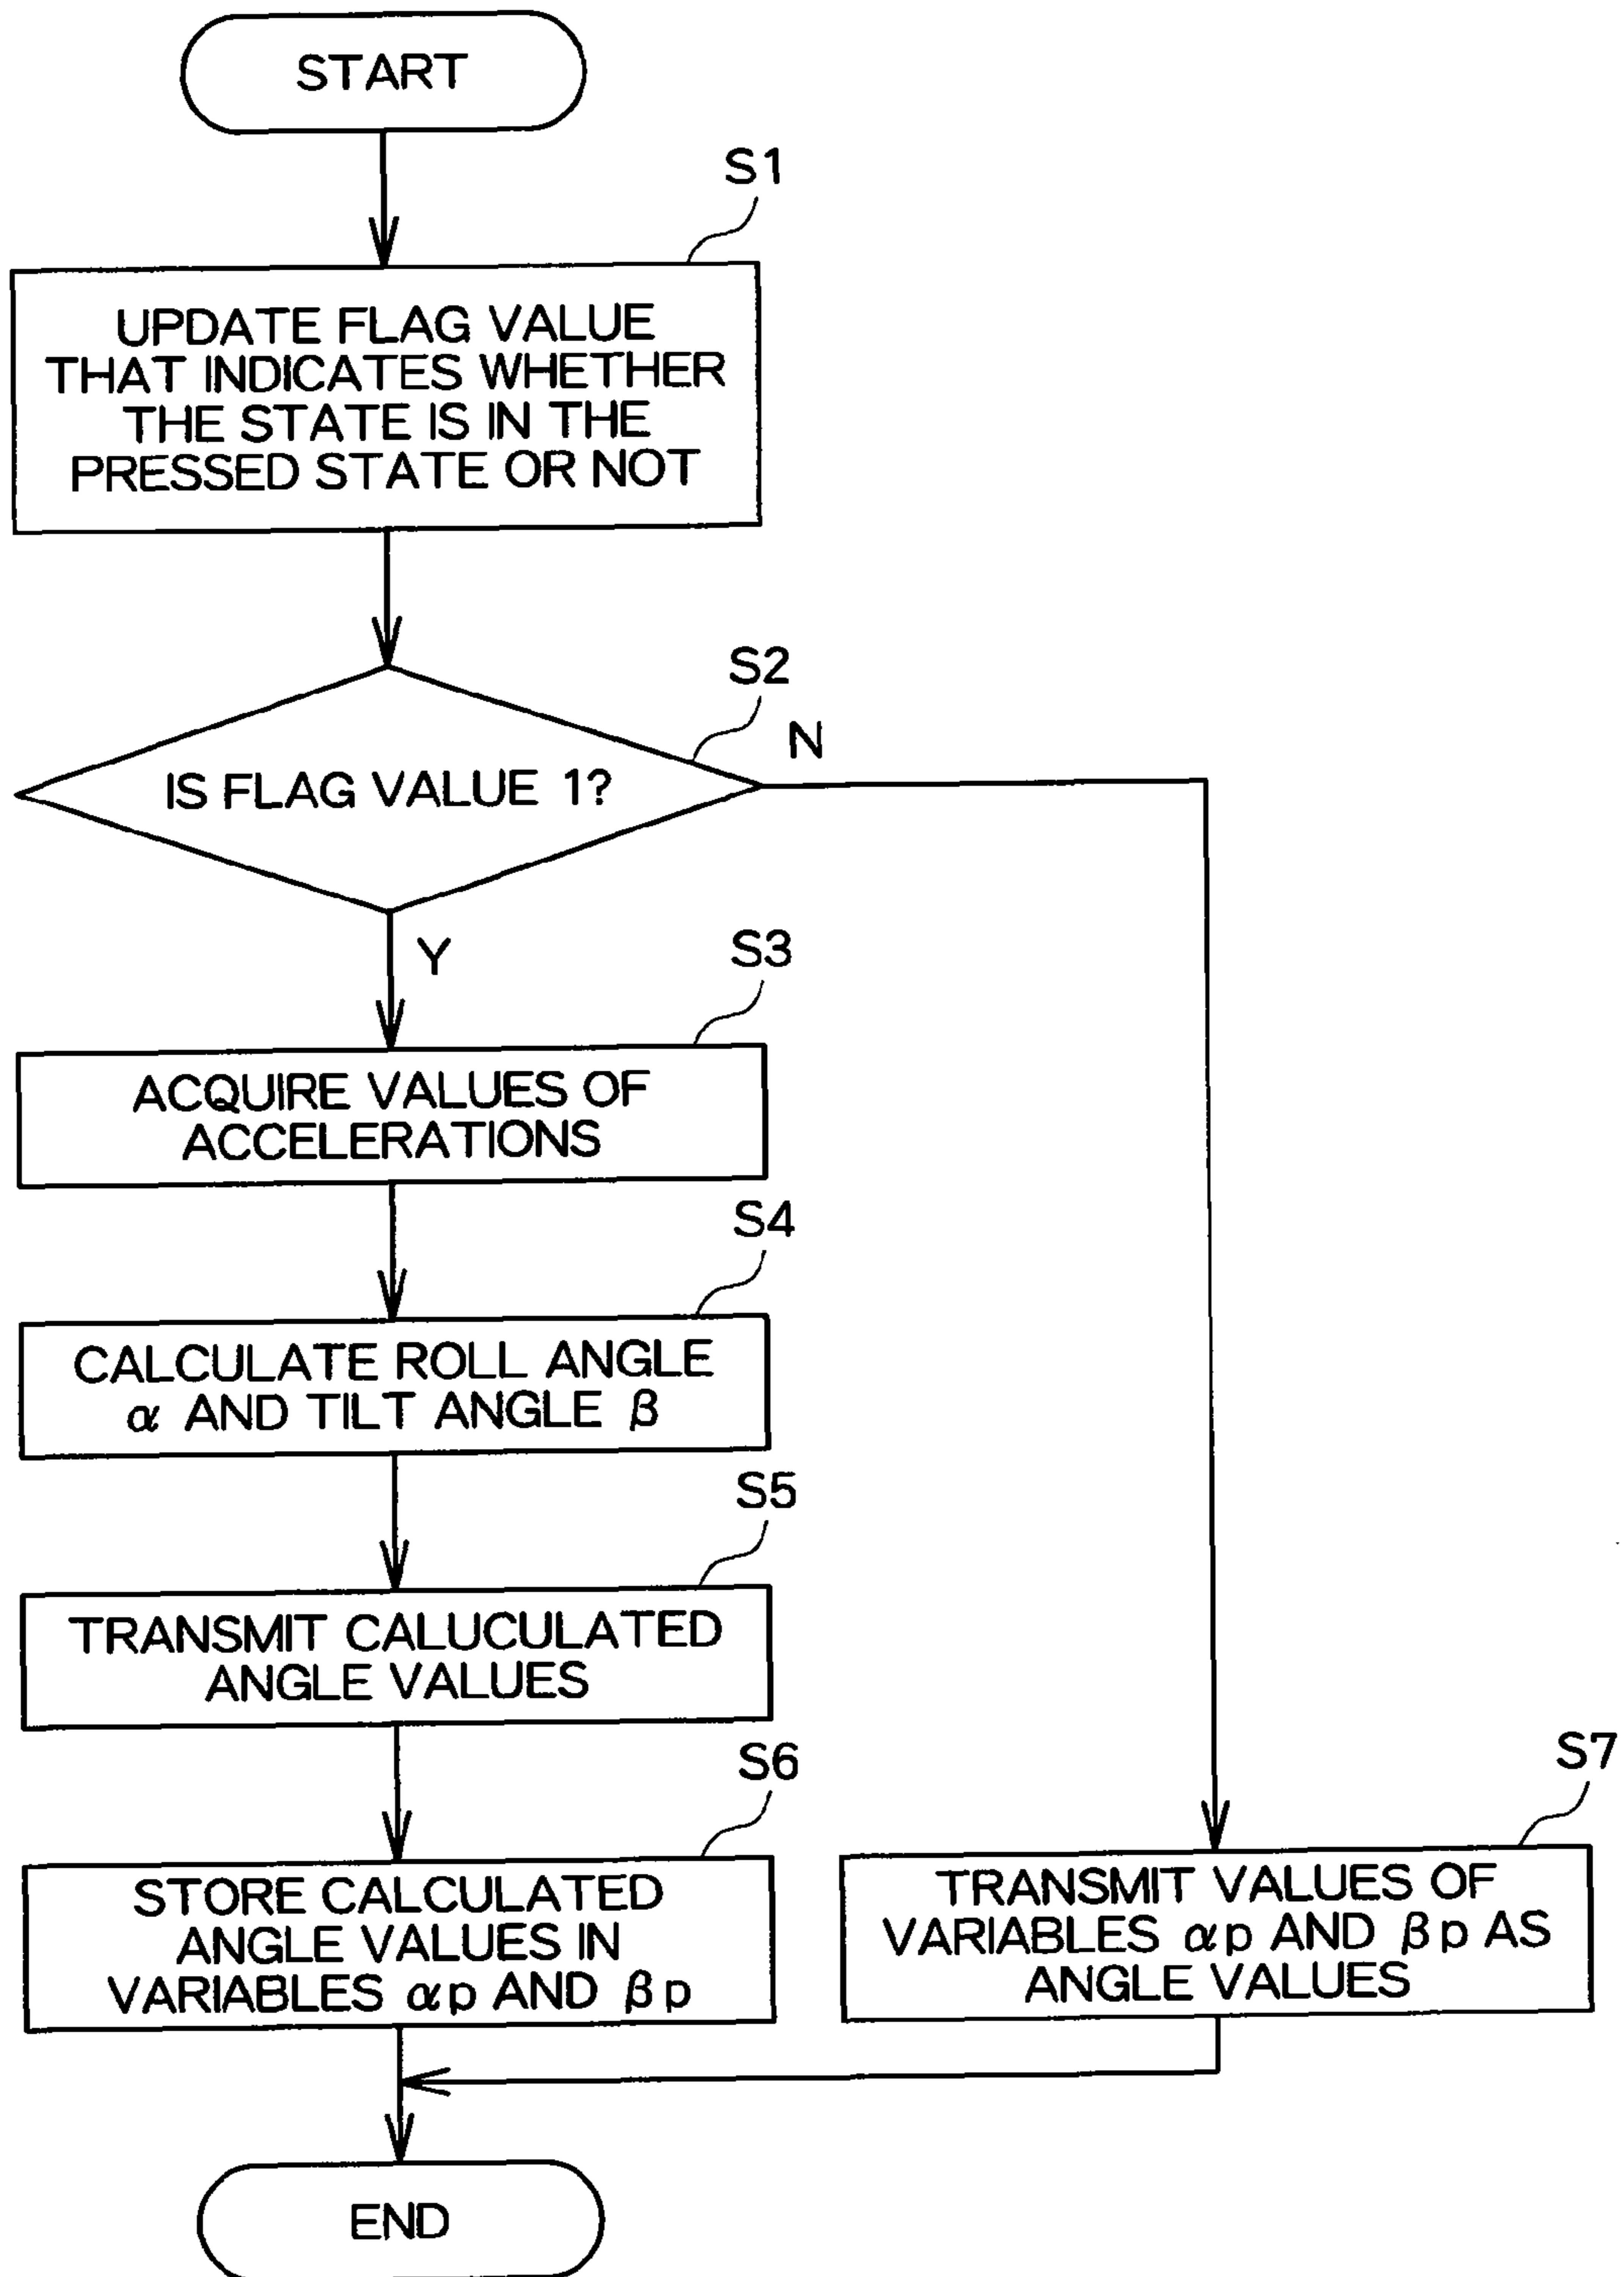 START
S1
UPDATE FLAG VALUE
THAT INDICATES WHETHER
THE STATE IS IN THE
PRESSED STATE OR NOT
S2
IS FLAG VALUE 1?
N
Y
S3
ACQUIRE VALUES OF
ACCELERATIONS
S4
CALCULATE ROLL ANGLE
α AND TILT ANGLE β
S5
TRANSMIT CALUCULATED
ANGLE VALUES
S6
STORE CALCULATED
ANGLE VALUES IN
VARIABLES αp AND βp
S7
TRANSMIT VALUES OF
VARIABLES αp AND βp AS
ANGLE VALUES
END